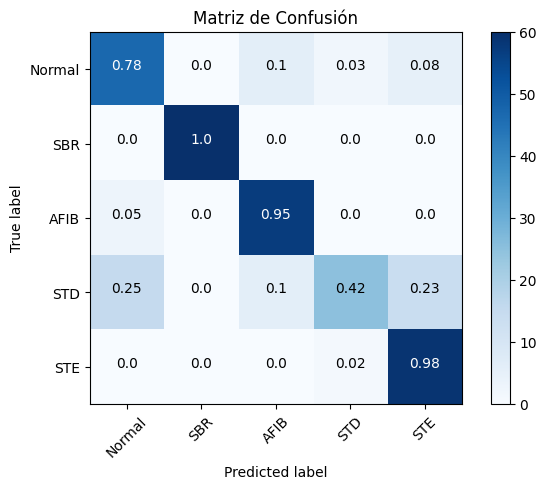 Matriz de Confusión
True label
Normal 0.78 0.0 0.1 0.03 0.08
SBR 0.0 1.0 0.0 0.0 0.0
AFIB 0.05 0.0 0.95 0.0 0.0
STD 0.25 0.0 0.1 0.42 0.23
STE 0.0 0.0 0.0 0.02 0.98
Normal SBR AFIB STD STE
Predicted label
60
50
40
30
20
10
0